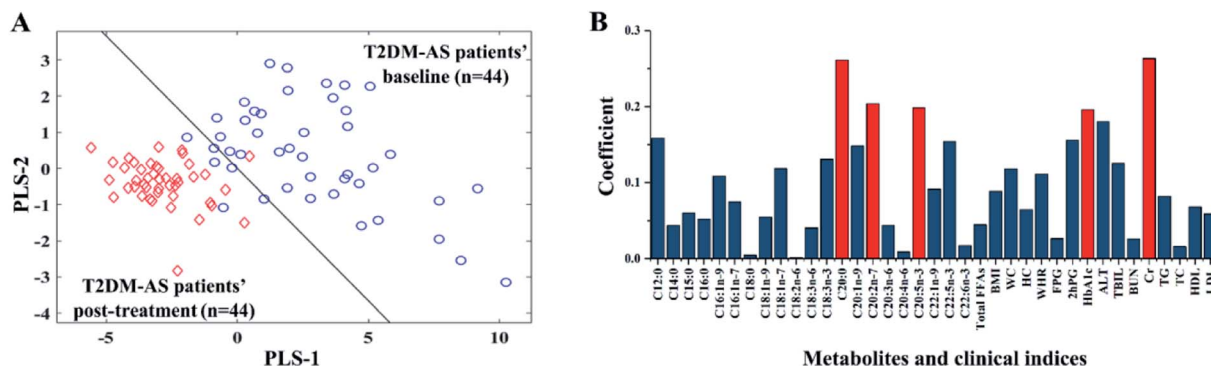 A
T2DM-AS patients'
baseline (n=44)
T2DM-AS patients'
post-treatment (n=44)
PLS-2
3
2
1
0
-1
-2
-3
-4
-5
0
5
10
PLS-1
B
Coefficient
0.3
0.2
0.1
0.0
C12:0
C14:0
C15:0
C16:0
C16:1n-9
C16:1n-7
C18:0
C18:1n-9
C18:1n-7
C18:2n-6
C18:3n-6
C18:3n-3
C20:0
C20:1n-9
C20:2n-7
C20:3n-6
C20:4n-6
C20:5n-3
C22:1n-9
C22:5n-3
C22:6n-3
Total FFAs
BMI
WC
HC
WHR
FPG
2hPG
HbA1c
ALT
TBIL
BUN
Cr
TG
TC
HDL
LDL
Metabolites and clinical indices